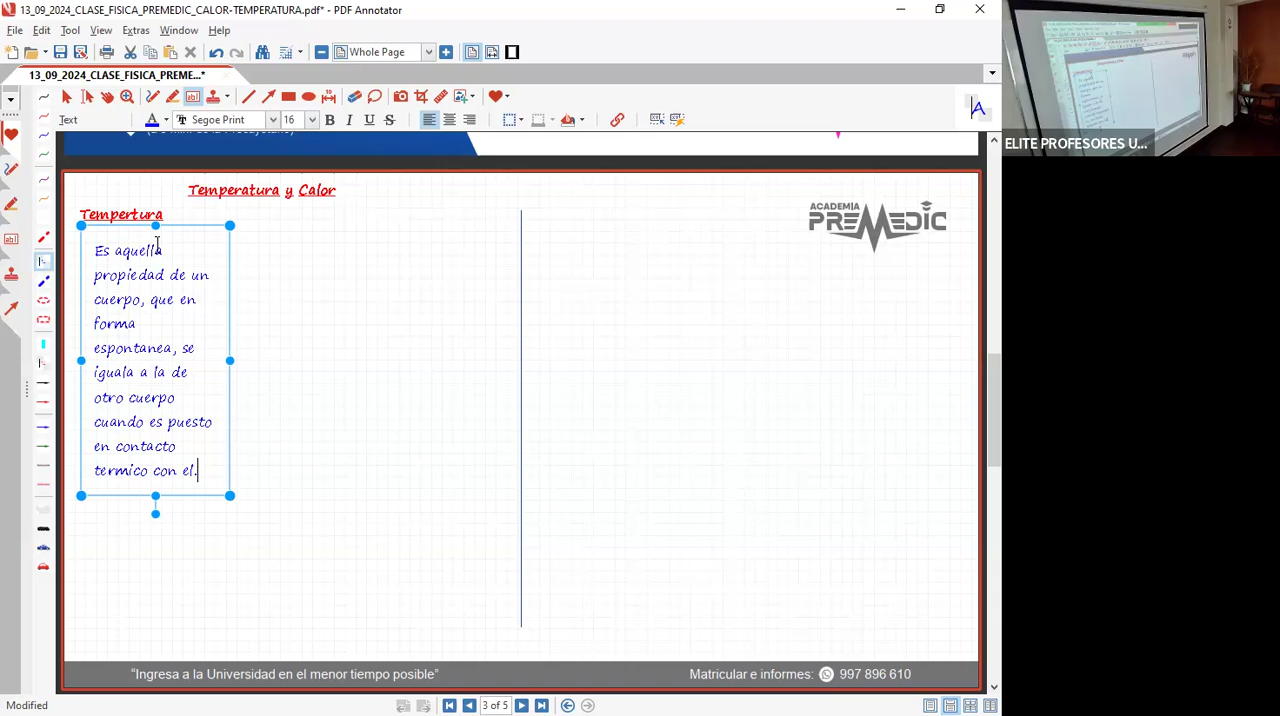 13_09_2024_CLASE_FISICA_PREMEDIC_CALOR-TEMPERATURA.pdf* - PDF Annotator
File Edit Tool View Extras Window Help
Whole Page
13_09_2024_CLASE_FISICA_PREME...*
Text
Segoe Print
16
Temperatura y Calor
Tempertura
Es aquella
propiedad de un
cuerpo, que en
forma
espontanea, se
iguala a la de
otro cuerpo
cuando es puesto
en contacto
termico con el.
ACADEMIA
PREMEDIC
"Ingresa a la Universidad en el menor tiempo posible"
Matricular e informes: 997 896 610
Modified
3 of 5
ELITE PROFESORES U...